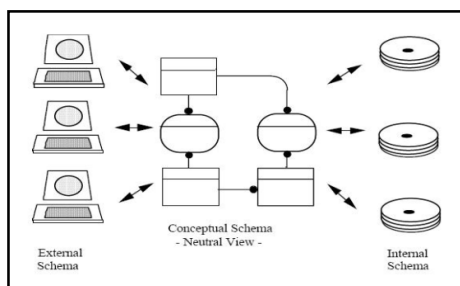 Conceptual Schema
- Neutral View -
External
Schema
Internal
Schema